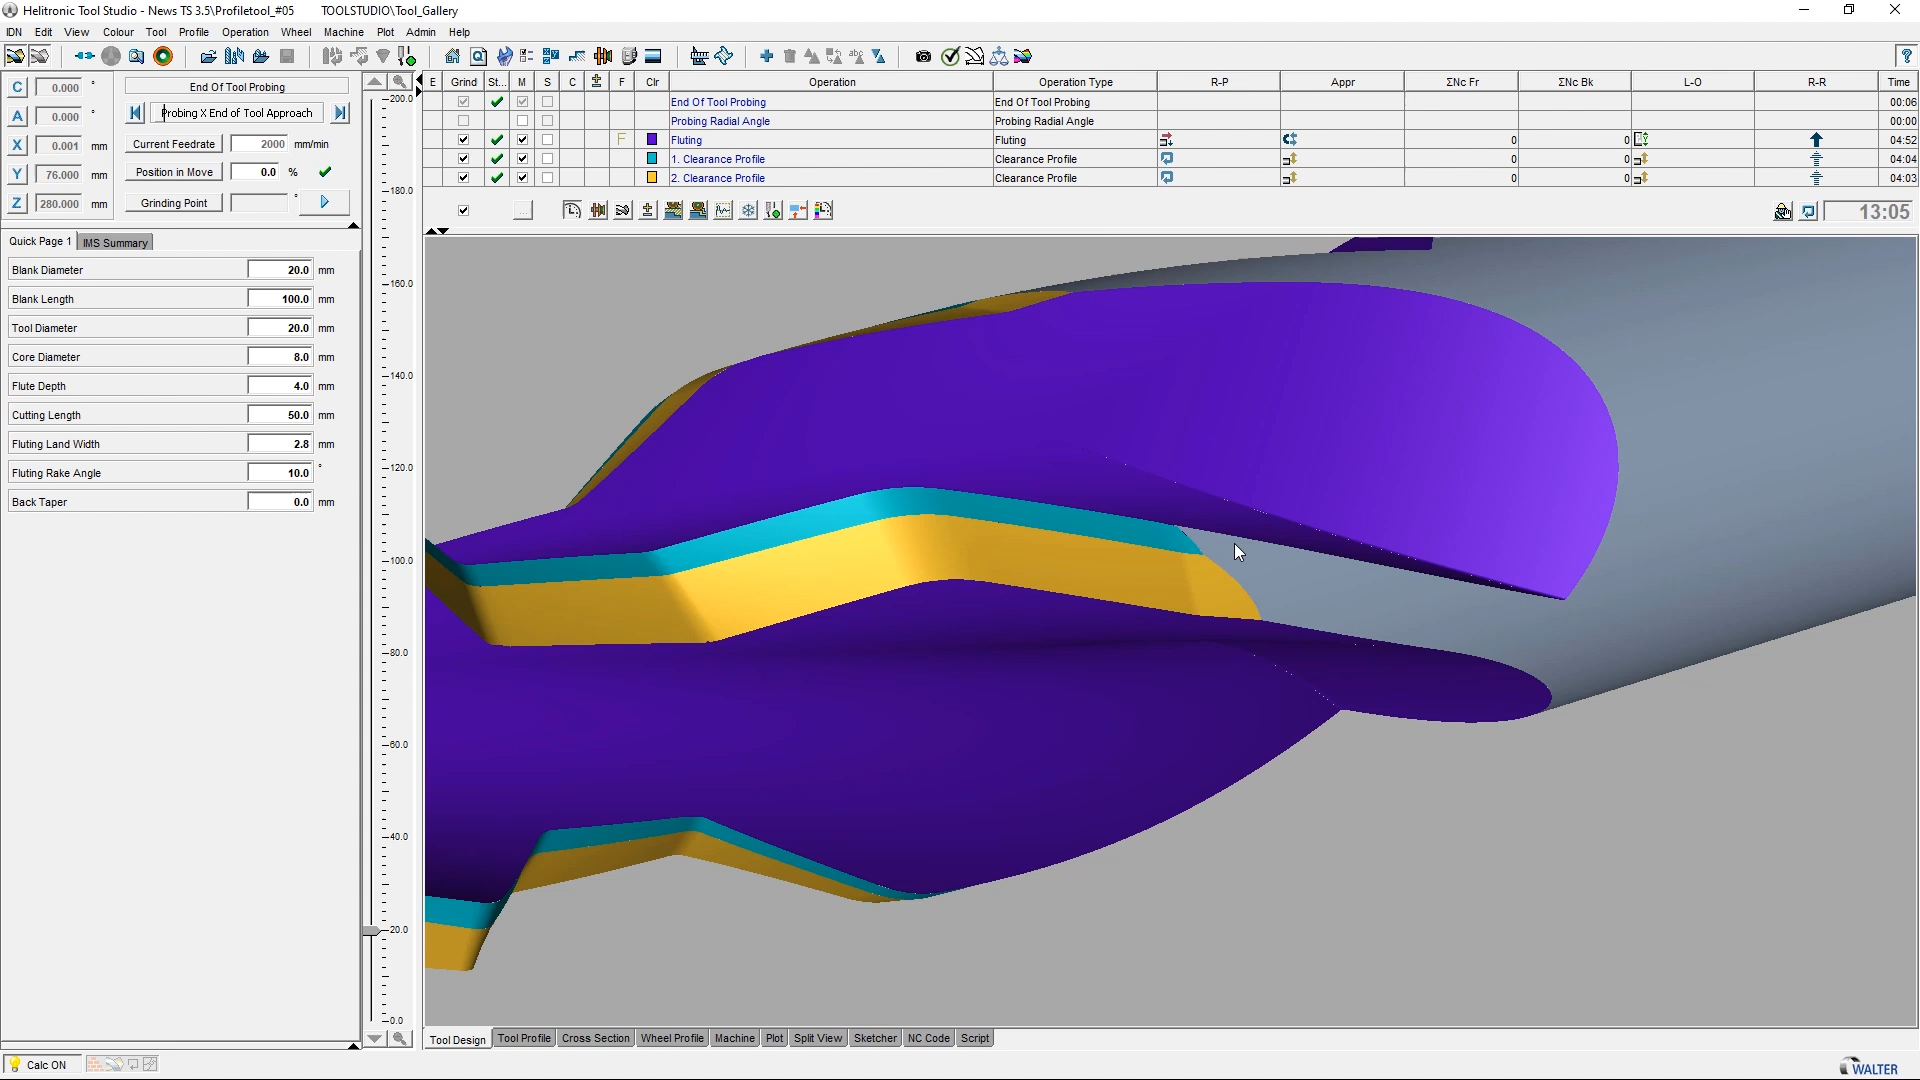 Helitronic Tool Studio - News TS 3.5\Profiletool_#05 TOOLSTUDIO\Tool_Gallery
IDN Edit View Colour Tool Profile Operation Wheel Machine Plot Admin Help
C 0.000 °
A 0.000 °
X 0.001 mm
Y 76.000 mm
Z 280.000 mm
End Of Tool Probing
Probing X End of Tool Approach
Current Feedrate 2000 mm/min
Position in Move 0.0 %
Grinding Point °
Quick Page 1 IMS Summary
Blank Diameter 20.0 mm
Blank Length 100.0 mm
Tool Diameter 20.0 mm
Core Diameter 8.0 mm
Flute Depth 4.0 mm
Cutting Length 50.0 mm
Fluting Land Width 2.8 mm
Fluting Rake Angle 10.0 °
Back Taper 0.0 mm
200.0
180.0
160.0
140.0
120.0
100.0
80.0
60.0
40.0
20.0
0.0
E Grind St... M S C ± F Clr Operation Operation Type R-P Appr ΣNc Fr ΣNc Bk L-O R-R Time
End Of Tool Probing End Of Tool Probing 00:06
Probing Radial Angle Probing Radial Angle 00:00
F Fluting Fluting 0 0 04:52
1. Clearance Profile Clearance Profile 0 0 04:04
2. Clearance Profile Clearance Profile 0 0 04:03
... 13:05
Tool Design Tool Profile Cross Section Wheel Profile Machine Plot Split View Sketcher NC Code Script
Calc ON
WALTER